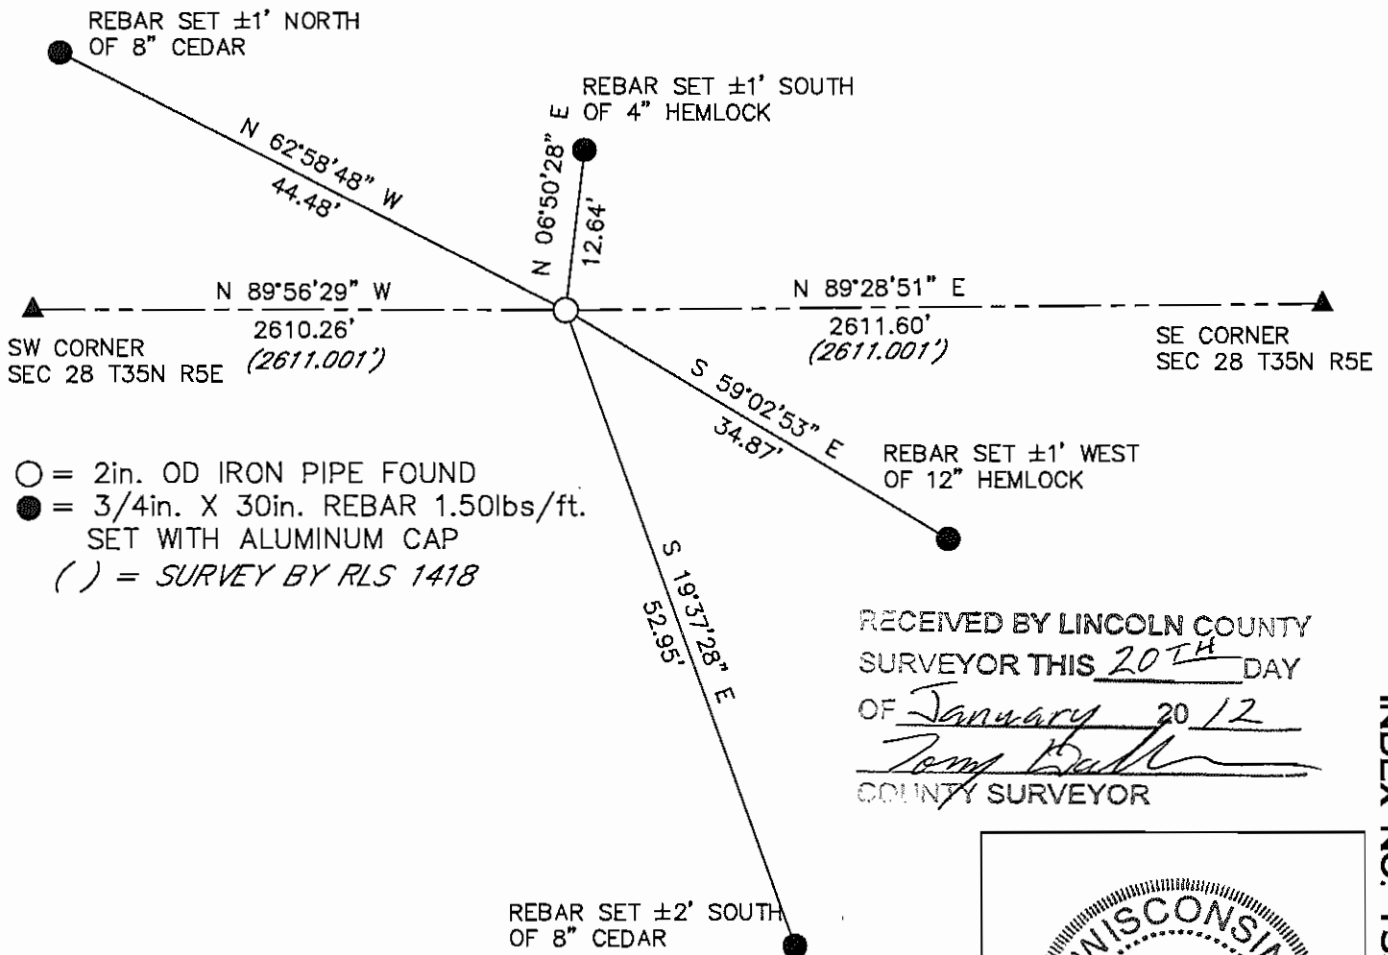 REBAR SET ±1' NORTH
OF 8" CEDAR
REBAR SET ±1' SOUTH
OF 4" HEMLOCK
N 62°58'48" W
44.48'
N 06°50'28" E
12.64'
N 89°56'29" W
2610.26'
(2611.001')
N 89°28'51" E
2611.60'
(2611.001')
SW CORNER
SEC 28 T35N R5E
SE CORNER
SEC 28 T35N R5E
S 59°02'53" E
34.87'
REBAR SET ±1' WEST
OF 12" HEMLOCK
○ = 2in. OD IRON PIPE FOUND
● = 3/4in. X 30in. REBAR 1.50lbs/ft.
SET WITH ALUMINUM CAP
( ) = SURVEY BY RLS 1418
S 19°37'28" E
52.95'
RECEIVED BY LINCOLN COUNTY
SURVEYOR THIS 20TH DAY
OF January 20 12
Tony
COUNTY SURVEYOR
REBAR SET ±2' SOUTH
OF 8" CEDAR
WISCONSIN
INDEX NO.